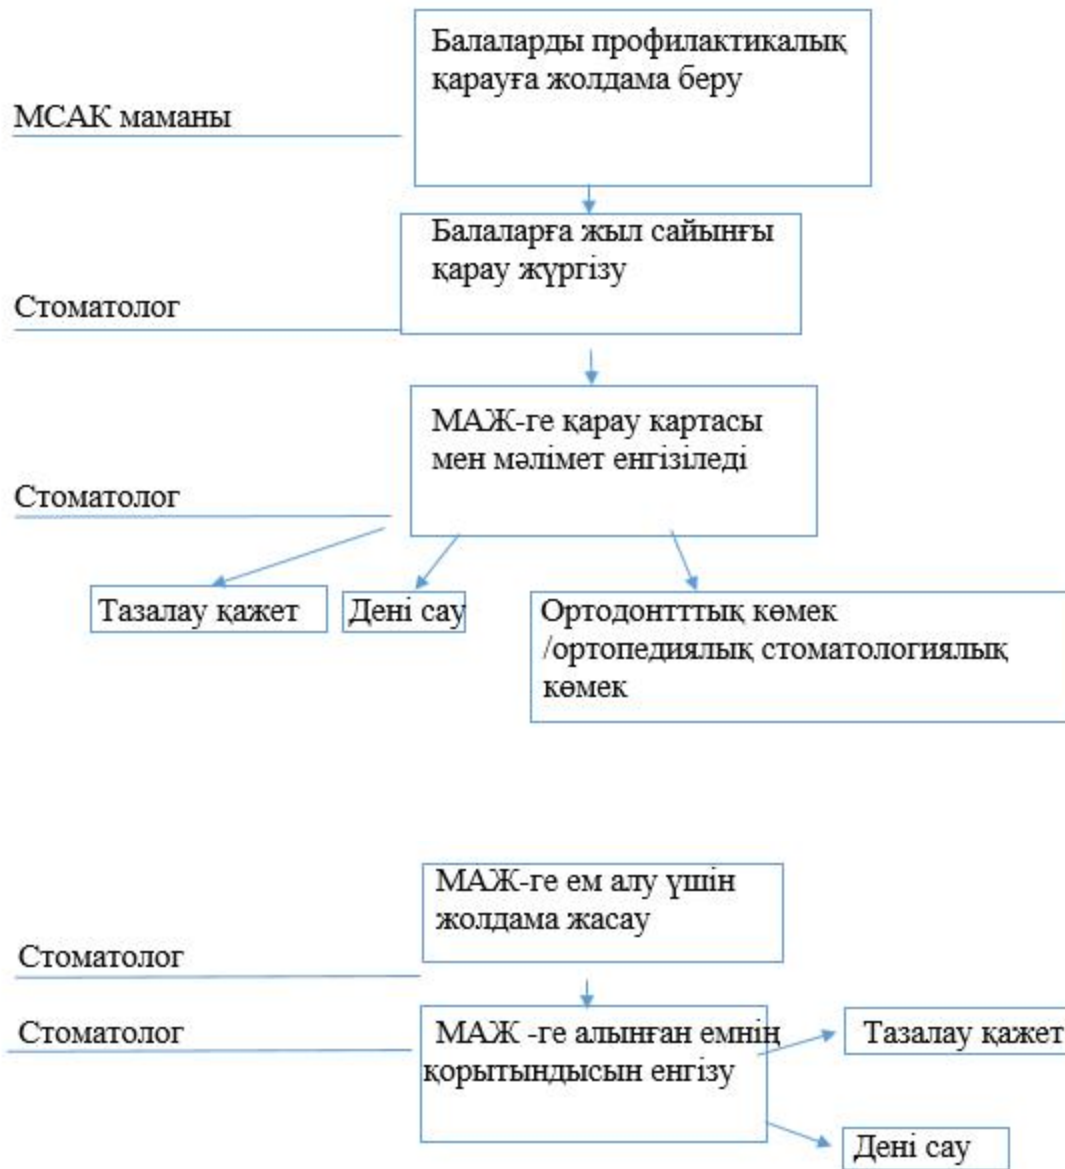 Балаларды профилактикалық
қарауға жолдама беру
МСАК маманы
Балаларға жыл сайынғы
қарау жүргізу
Стоматолог
МАЖ-ге қарау картасы
мен мәлімет енгізіледі
Стоматолог
Тазалау қажет
Дені сау
Ортодонтттық көмек
/ортопедиялық стоматологиялық
көмек
МАЖ-ге ем алу үшін
жолдама жасау
Стоматолог
Стоматолог
МАЖ -ге алынған емнің
қорытындысын енгізу
Тазалау қажет
Дені сау